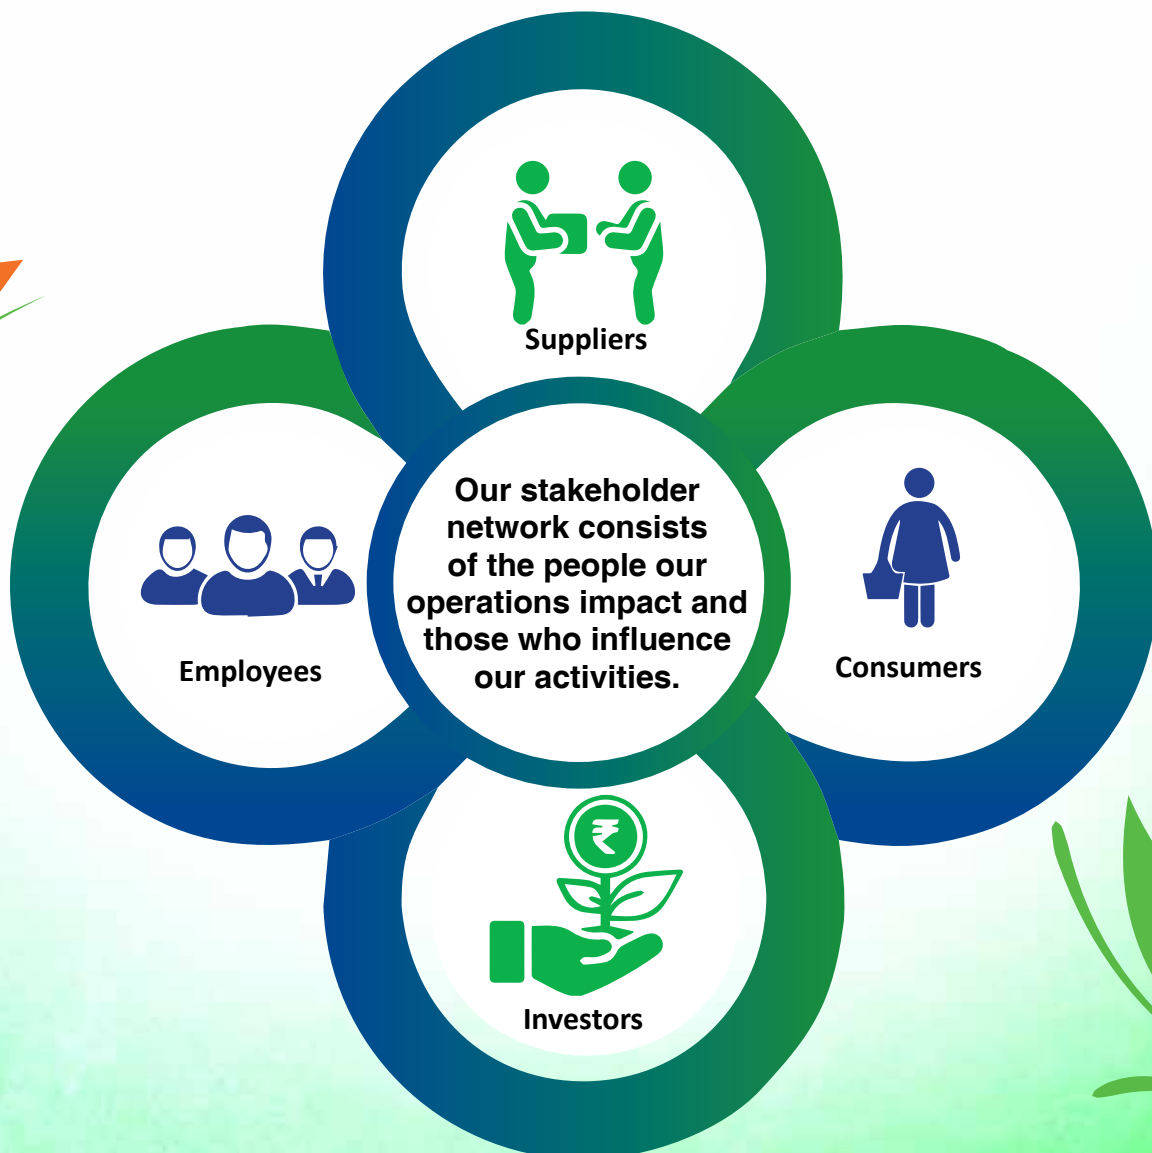 Suppliers
Our stakeholder
network consists
of the people our
operations impact and
those who influence
our activities.
Employees
Consumers
₹
Investors